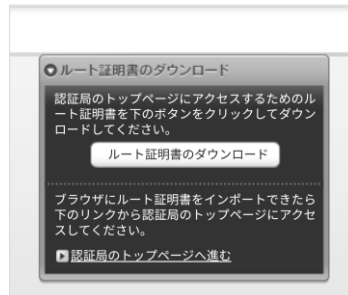 ルート証明書のダウンロード
認証局のトップページにアクセスするためのル
ート証明書を下のボタンをクリックしてダウン
ロードしてください。
ルート証明書のダウンロード
ブラウザにルート証明書をインポートできたら
下のリンクから認証局のトップページにアクセ
スしてください。
認証局のトップページへ進む